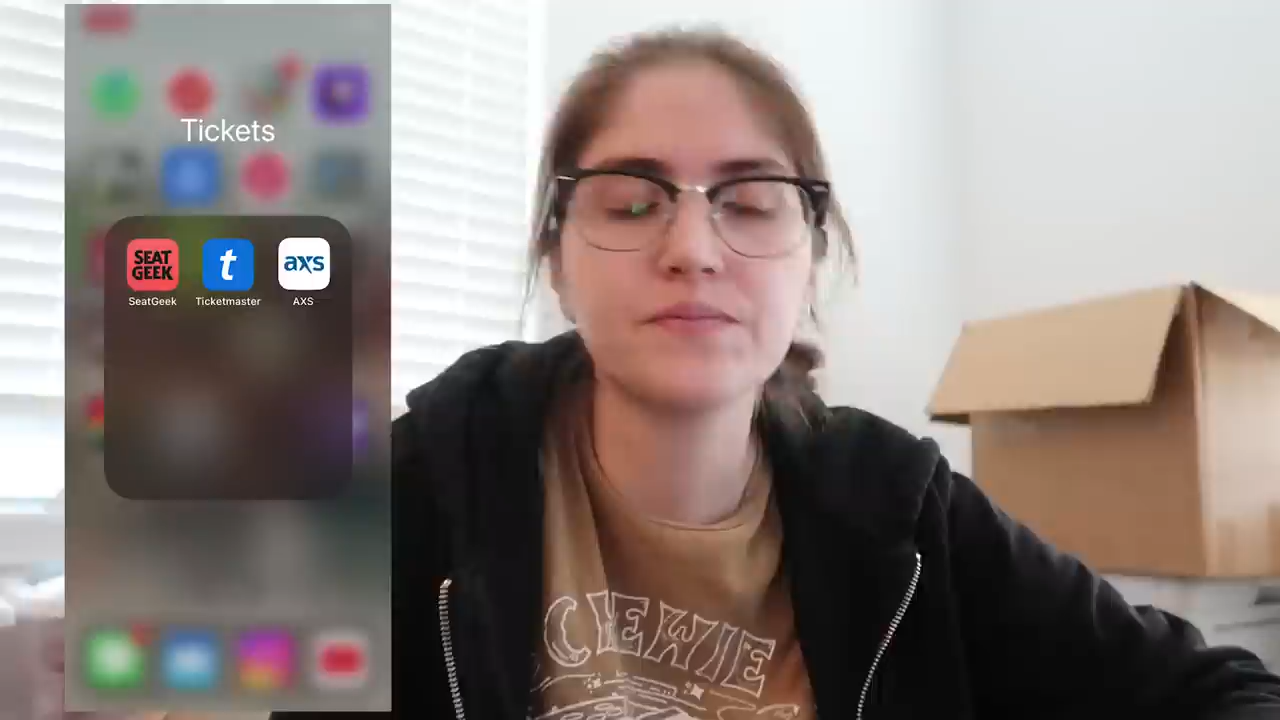 Tickets
SEAT
GEEK
t
axs
SeatGeek
Ticketmaster
AXS